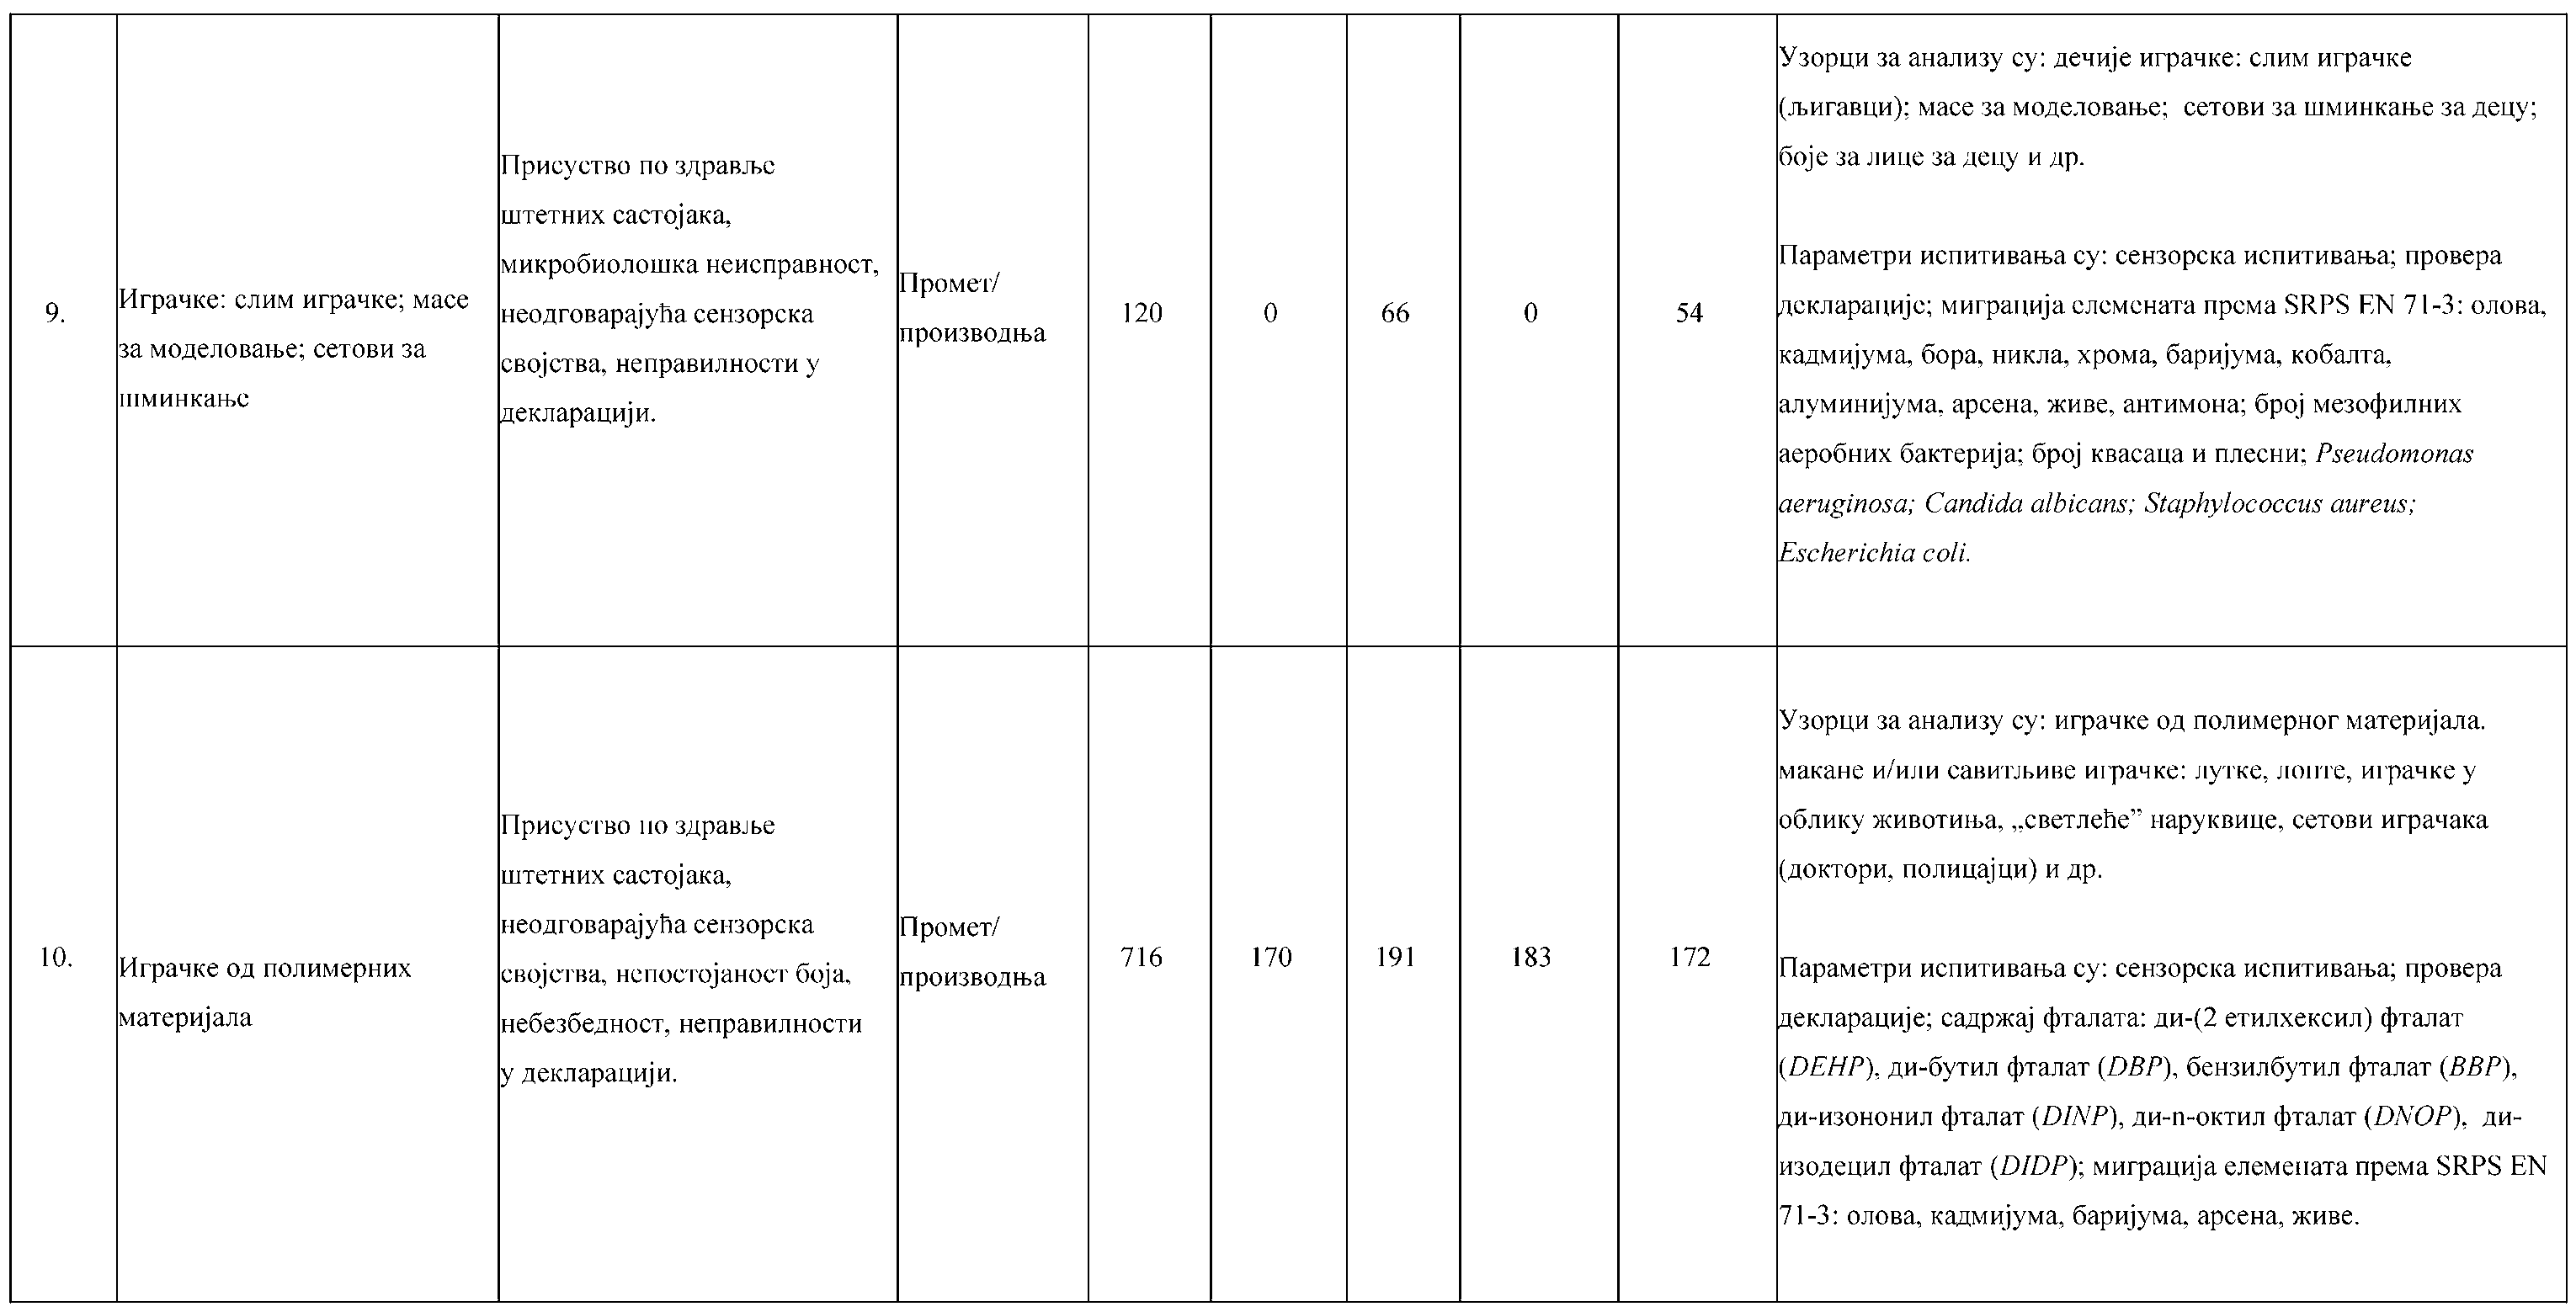 9.
Играчке: слим играчке; масе
за моделовање; сетови за
шминкање
Присуство по здравље
штетних састојака,
микробиолошка неисправност,
неодговарајућа сензорска
својства, неправилности у
декларацији.
Промет/
производња
120
0
66
0
54
Узорци за анализу су: дечије играчке: слим играчке
(љигавци); масе за моделовање; сетови за шминкање за децу;
боје за лице за децу и др.
Параметри испитивања су: сензорска испитивања; провера
декларације; миграција елемената према SRPS EN 71-3: олова,
кадмијума, бора, никла, хрома, баријума, кобалта,
алуминијума, арсена, живе, антимона; број мезофилних
аеробних бактерија; број квасаца и плесни; Pseudomonas
aeruginosa; Candida albicans; Staphylococcus aureus;
Escherichia coli.
10.
Играчке од полимерних
материјала
Присуство по здравље
штетних састојака,
неодговарајућа сензорска
својства, непостојаност боја,
небезбедност, неправилности
у декларацији.
Промет/
производња
716
170
191
183
172
Узорци за анализу су: играчке од полимерног материјала.
макане и/или савитљиве играчке: лутке, лопте, играчке у
облику животиња, „светлеће” наруквице, сетови играчака
(доктори, полицајци) и др.
Параметри испитивања су: сензорска испитивања; провера
декларације; садржај фталата: ди-(2 етилхексил) фталат
(DEHP), ди-бутил фталат (DBP), бензилбутил фталат (BBP),
ди-изононил фталат (DINP), ди-n-октил фталат (DNOP), ди-
изодецил фталат (DIDP); миграција елемената према SRPS EN
71-3: олова, кадмијума, баријума, арсена, живе.